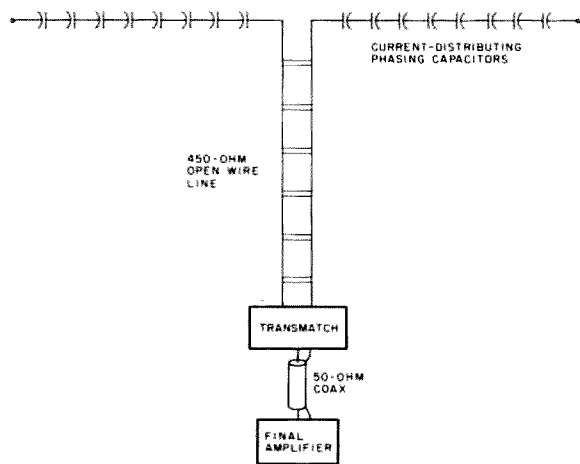 CURRENT-DISTRIBUTING
PHASING CAPACITORS
450-OHM
OPEN WIRE
LINE
TRANSMATCH
50-OHM
COAX
FINAL
AMPLIFIER